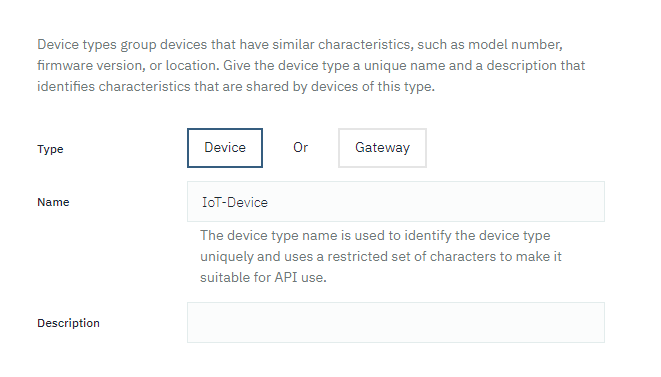 Device types group devices that have similar characteristics, such as model number,
firmware version, or location. Give the device type a unique name and a description that
identifies characteristics that are shared by devices of this type.
Type Device Or Gateway
Name IoT-Device
The device type name is used to identify the device type
uniquely and uses a restricted set of characters to make it
suitable for API use.
Description